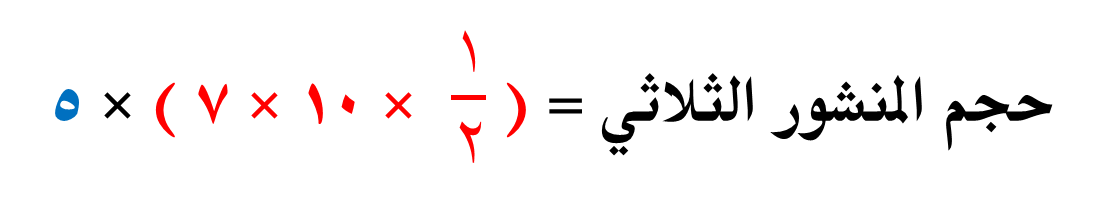 حجم المنشور الثلاثي = ( ١/٢ × ١٠ × ٧ ) × ٥